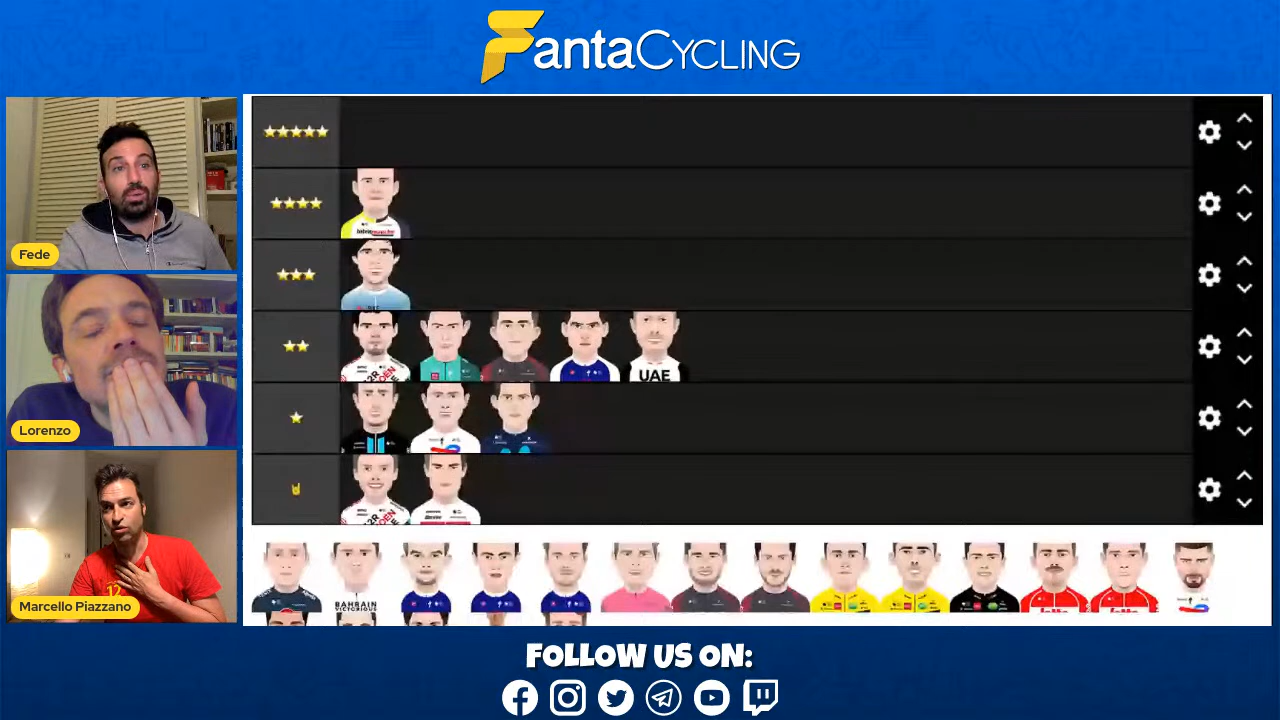 FantaCycling
Fede
Lorenzo
Marcello Piazzano
UAE
BAHRAIN
VICTORIOUS
FOLLOW US ON: